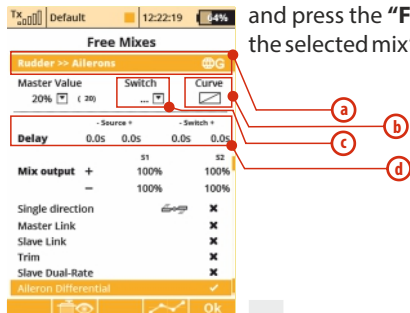 Tx Default 12:22:19 64%
Free Mixes
Rudder >> Ailerons G
Master Value Switch Curve
20% ( 20) ...
- Source + - Switch +
Delay 0.0s 0.0s 0.0s 0.0s
S1 S2
Mix output + 100% 100%
− 100% 100%
Single direction
Master Link
Slave Link
Trim
Slave Dual-Rate
Aileron Differential
Ok
and press the "F
the selected mix
a
b
c
d